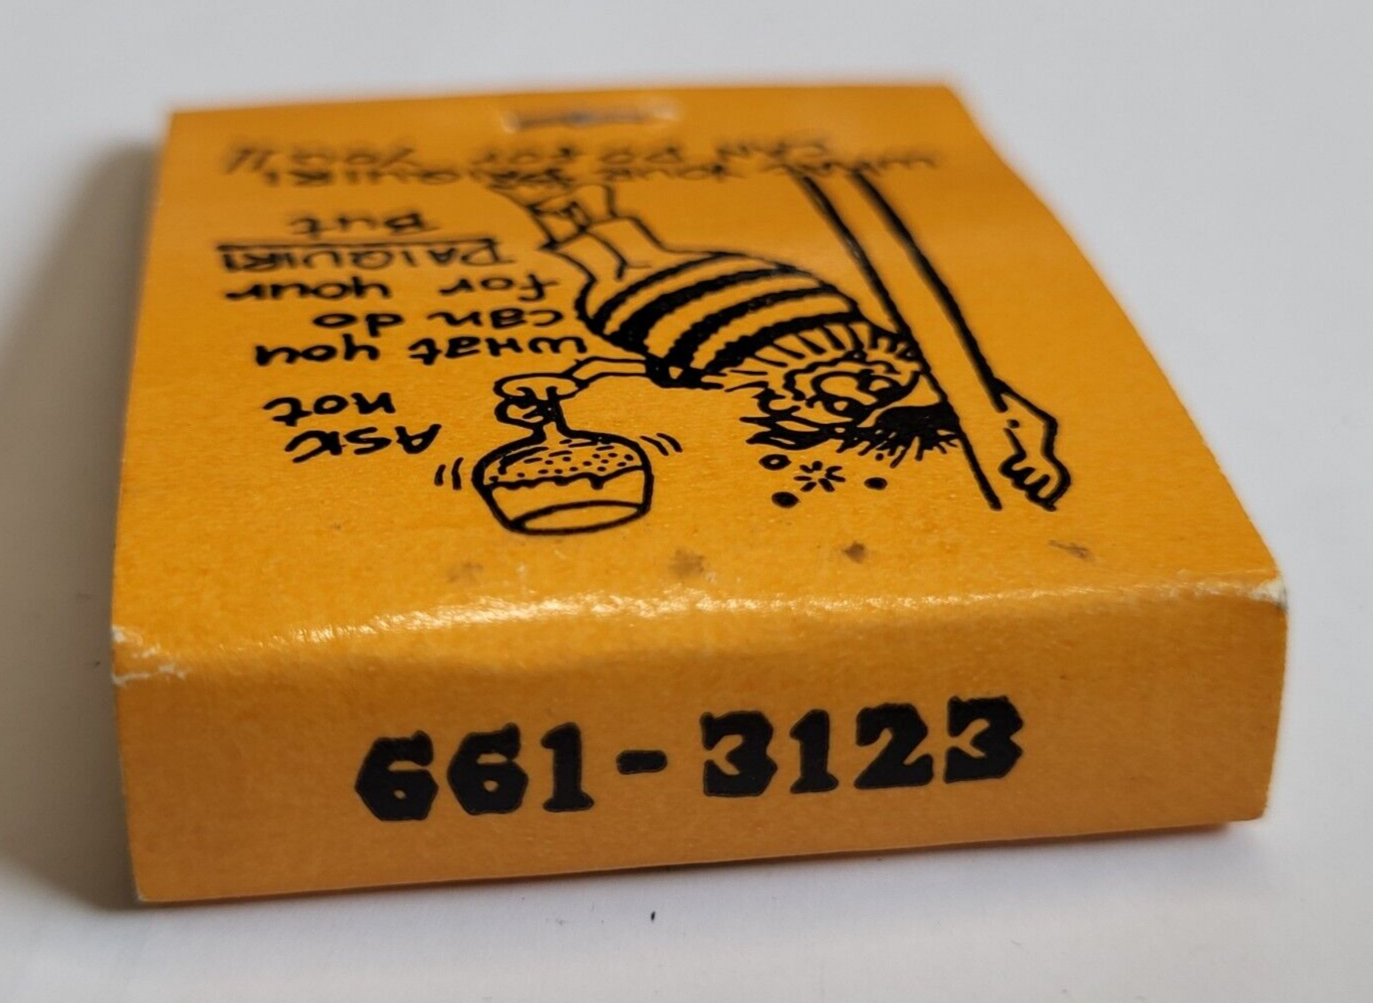 ASK
not
what you
can do
for your
DAIQUIRI
But
WHAT YOUR DAIQUIRI
CAN DO FOR YOU!!
661-3123